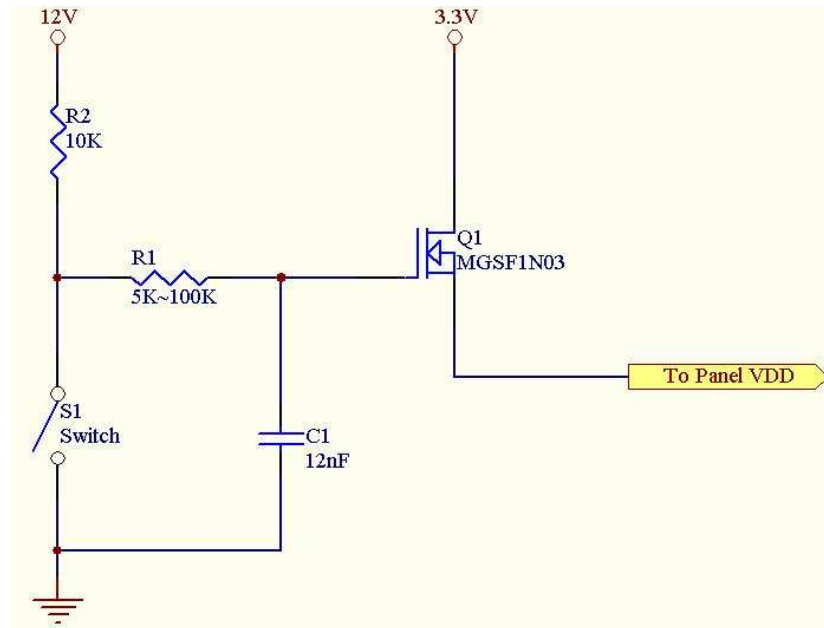 12V
3.3V
R2
10K
R1
5K~100K
Q1
MGSF1N03
To Panel VDD
S1
Switch
C1
12nF